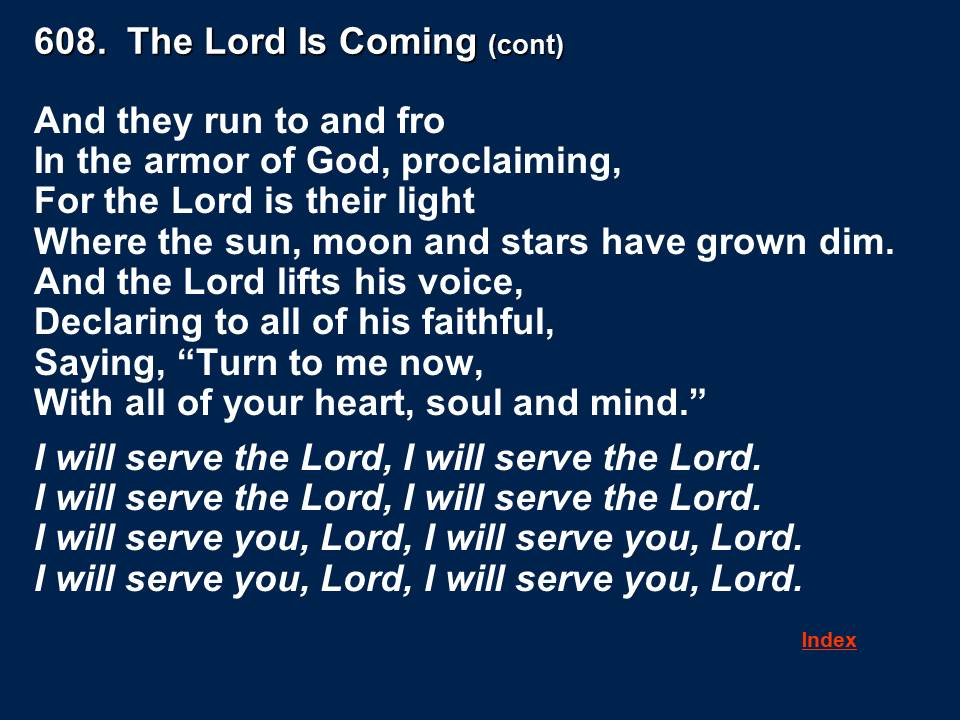 608.  The Lord Is Coming (cont)
And they run to and fro
In the armor of God, proclaiming,
For the Lord is their light
Where the sun, moon and stars have grown dim.
And the Lord lifts his voice,
Declaring to all of his faithful,
Saying, “Turn to me now,
With all of your heart, soul and mind.”
I will serve the Lord, I will serve the Lord.
I will serve the Lord, I will serve the Lord.
I will serve you, Lord, I will serve you, Lord.
I will serve you, Lord, I will serve you, Lord.
Index